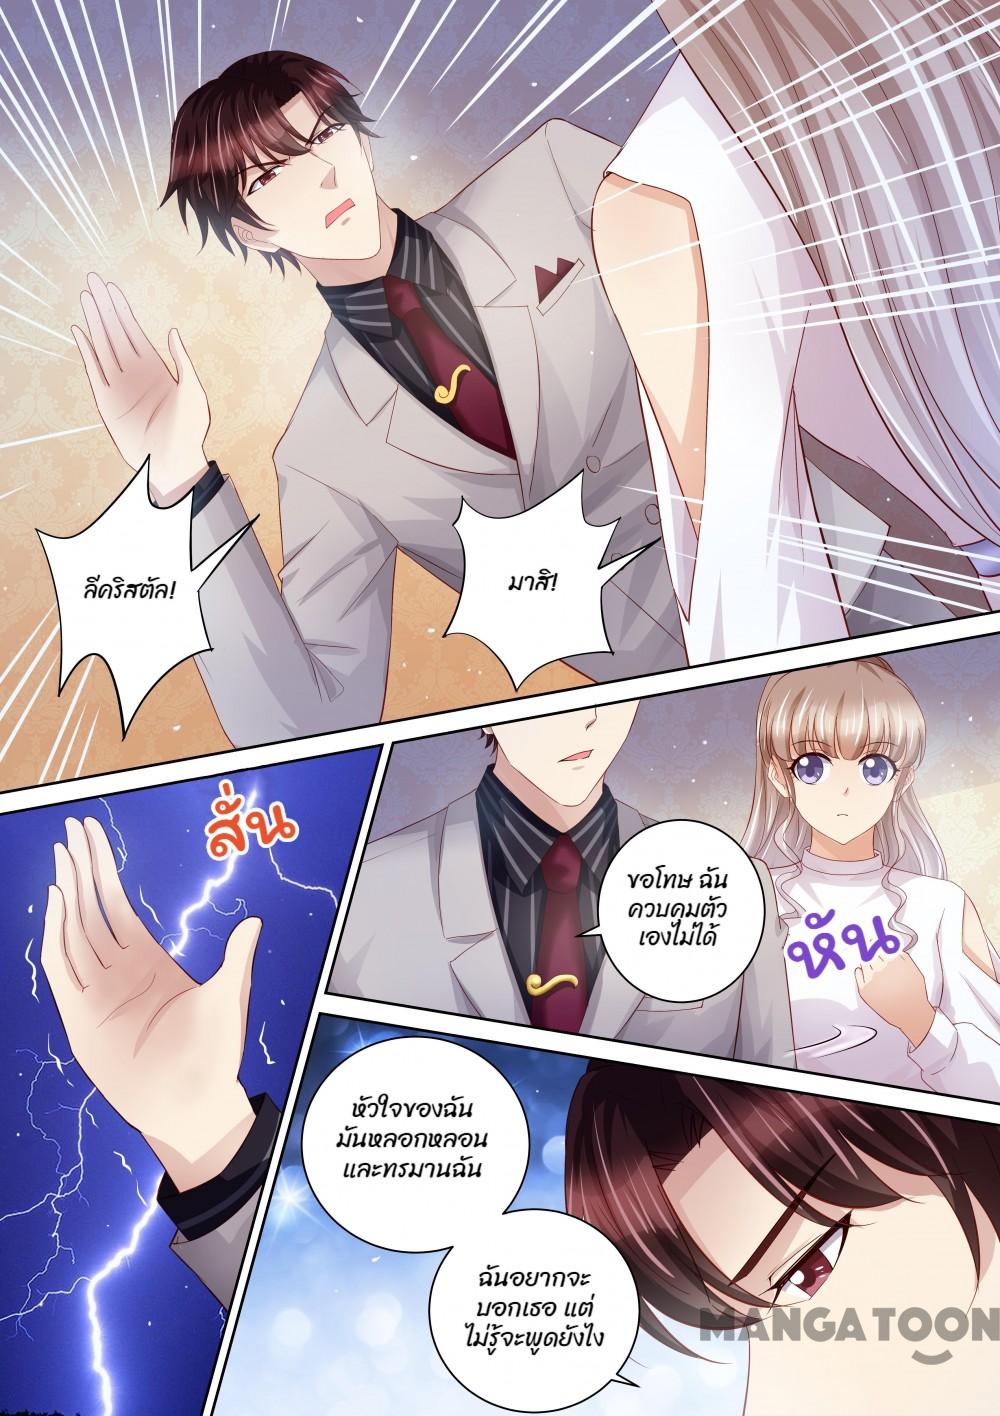 ลีคริสตัล!
มาสิ!
สั่น
ขอโทษ ฉัน
ควบคุมตัว
เองไม่ได้
หัน
หัวใจของฉัน
มันหลอกหลอน
และทรมานฉัน
ฉันอยากจะ
บอกเธอ แต่
ไม่รู้จะพูดยังไง
MANGATOON